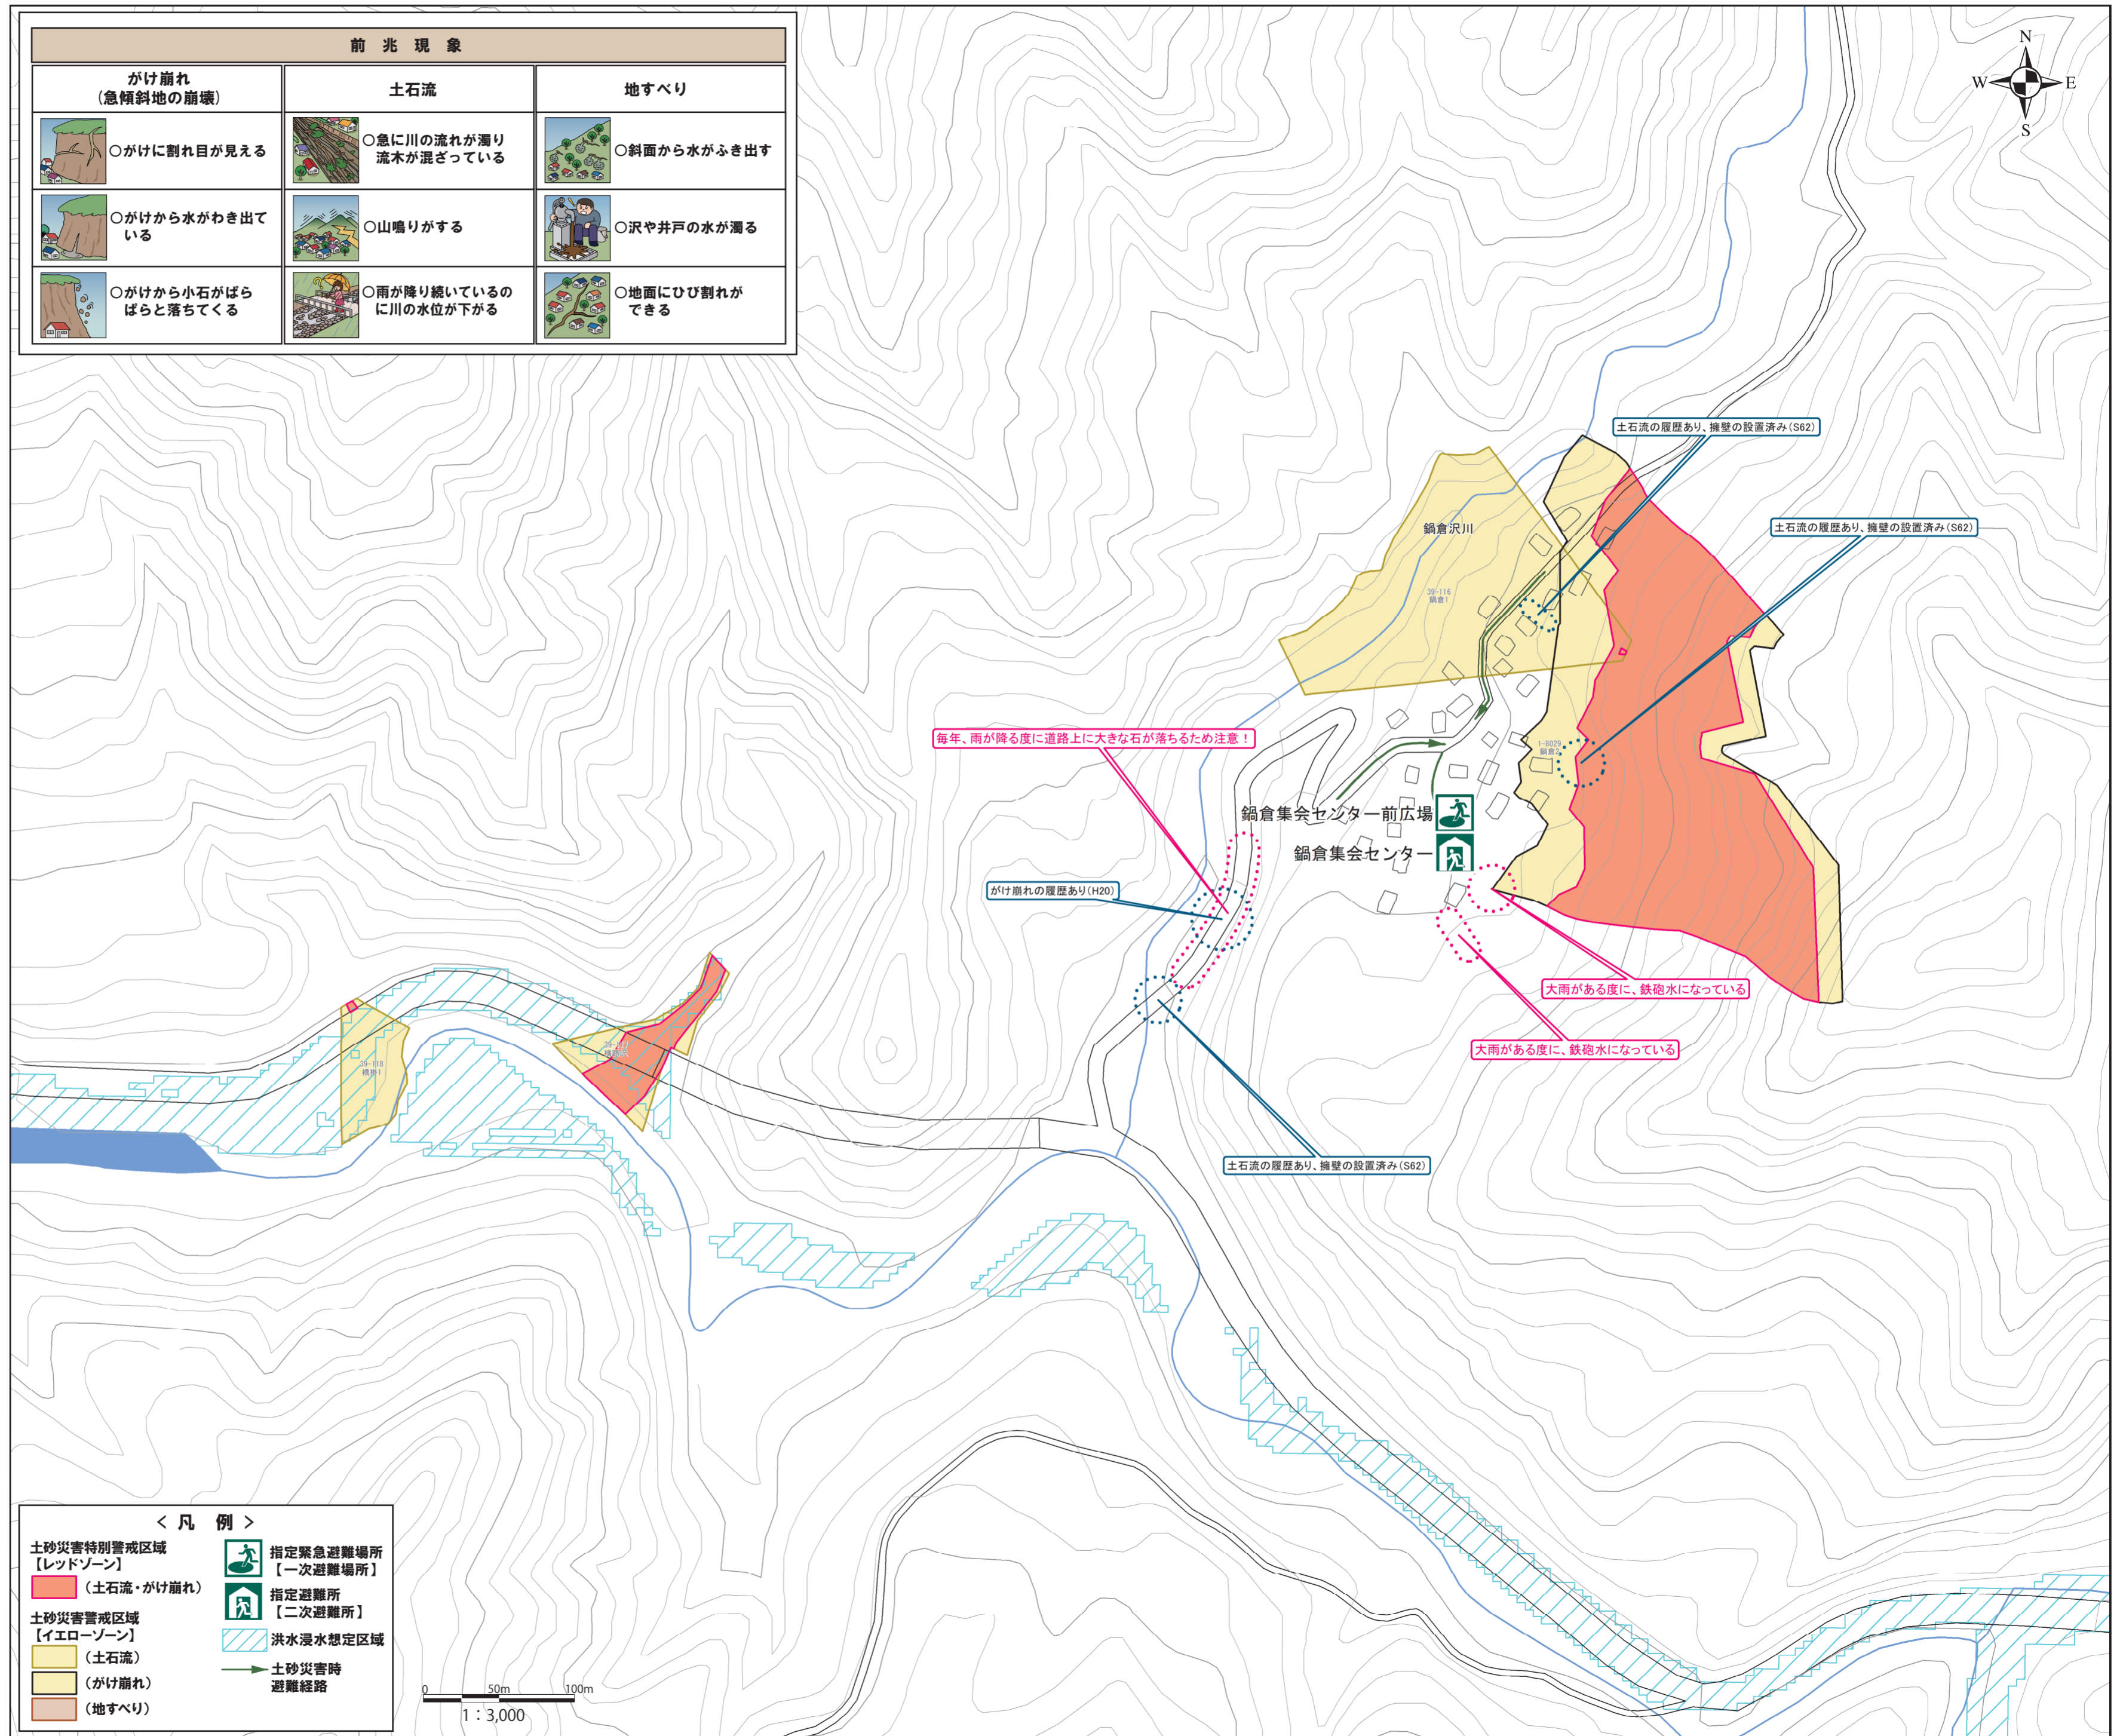 前兆現象
がけ崩れ
(急傾斜地の崩壊)
土石流
地すべり
○がけに割れ目が見える
○急に川の流れが濁り
流木が混ざっている
○斜面から水がふき出す
○がけから水がわき出て
いる
○山鳴りがする
○沢や井戸の水が濁る
○がけから小石がぱら
ぱらと落ちてくる
○雨が降り続いているの
に川の水位が下がる
○地面にひび割れが
できる
N
W
E
S
土石流の履歴あり、擁壁の設置済み(S62)
土石流の履歴あり、擁壁の設置済み(S62)
鍋倉沢川
39-116
鍋倉1
毎年、雨が降る度に道路上に大きな石が落ちるため注意!
1-8029
鍋倉2
鍋倉集会センター前広場
鍋倉集会センター
がけ崩れの履歴あり(H20)
大雨がある度に、鉄砲水になっている
大雨がある度に、鉄砲水になっている
39-118
土石流の履歴あり、擁壁の設置済み(S62)
<凡 例>
土砂災害特別警戒区域
【レッドゾーン】
(土石流・がけ崩れ)
土砂災害警戒区域
【イエローゾーン】
(土石流)
(がけ崩れ)
(地すべり)
指定緊急避難場所
【一次避難場所】
指定避難所
【二次避難所】
洪水浸水想定区域
土砂災害時
避難経路
0 50m 100m
1:3,000